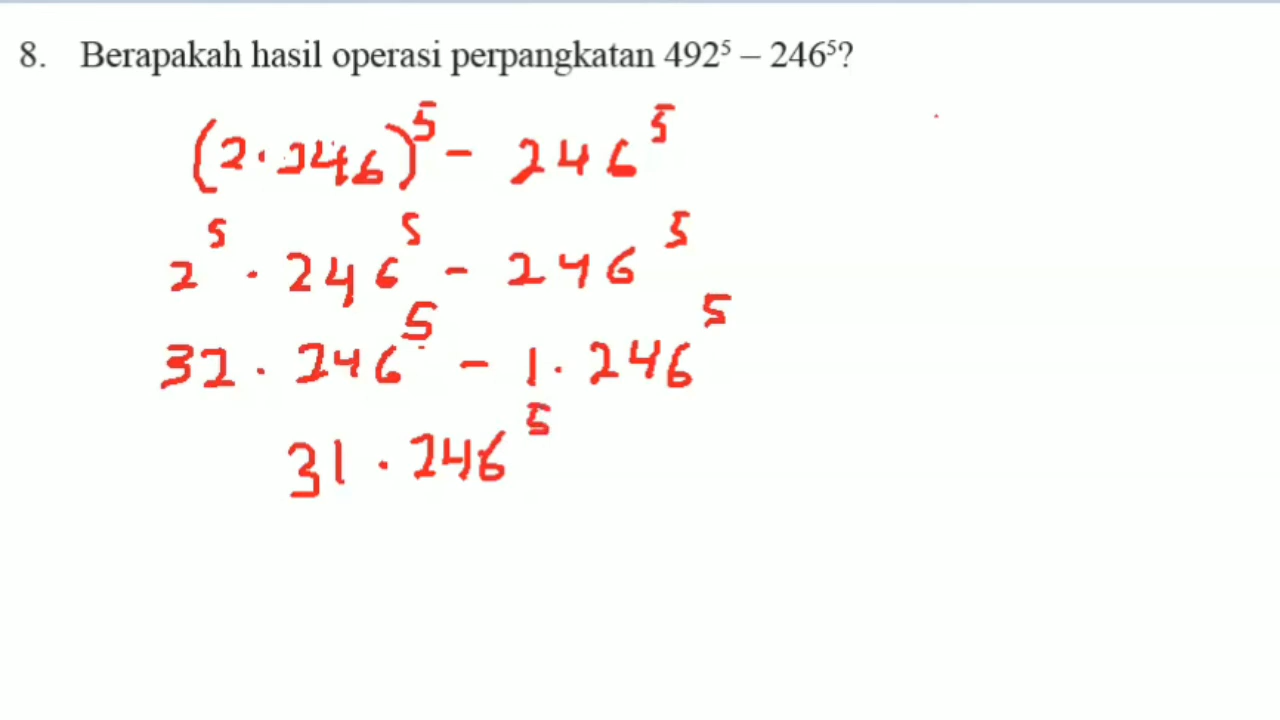 8. Berapakah hasil operasi perpangkatan 492⁵ – 246⁵?
(2·246)⁵ - 246⁵
2⁵ · 246⁵ - 246⁵
32 · 246⁵ - 1 · 246⁵
31 · 246⁵